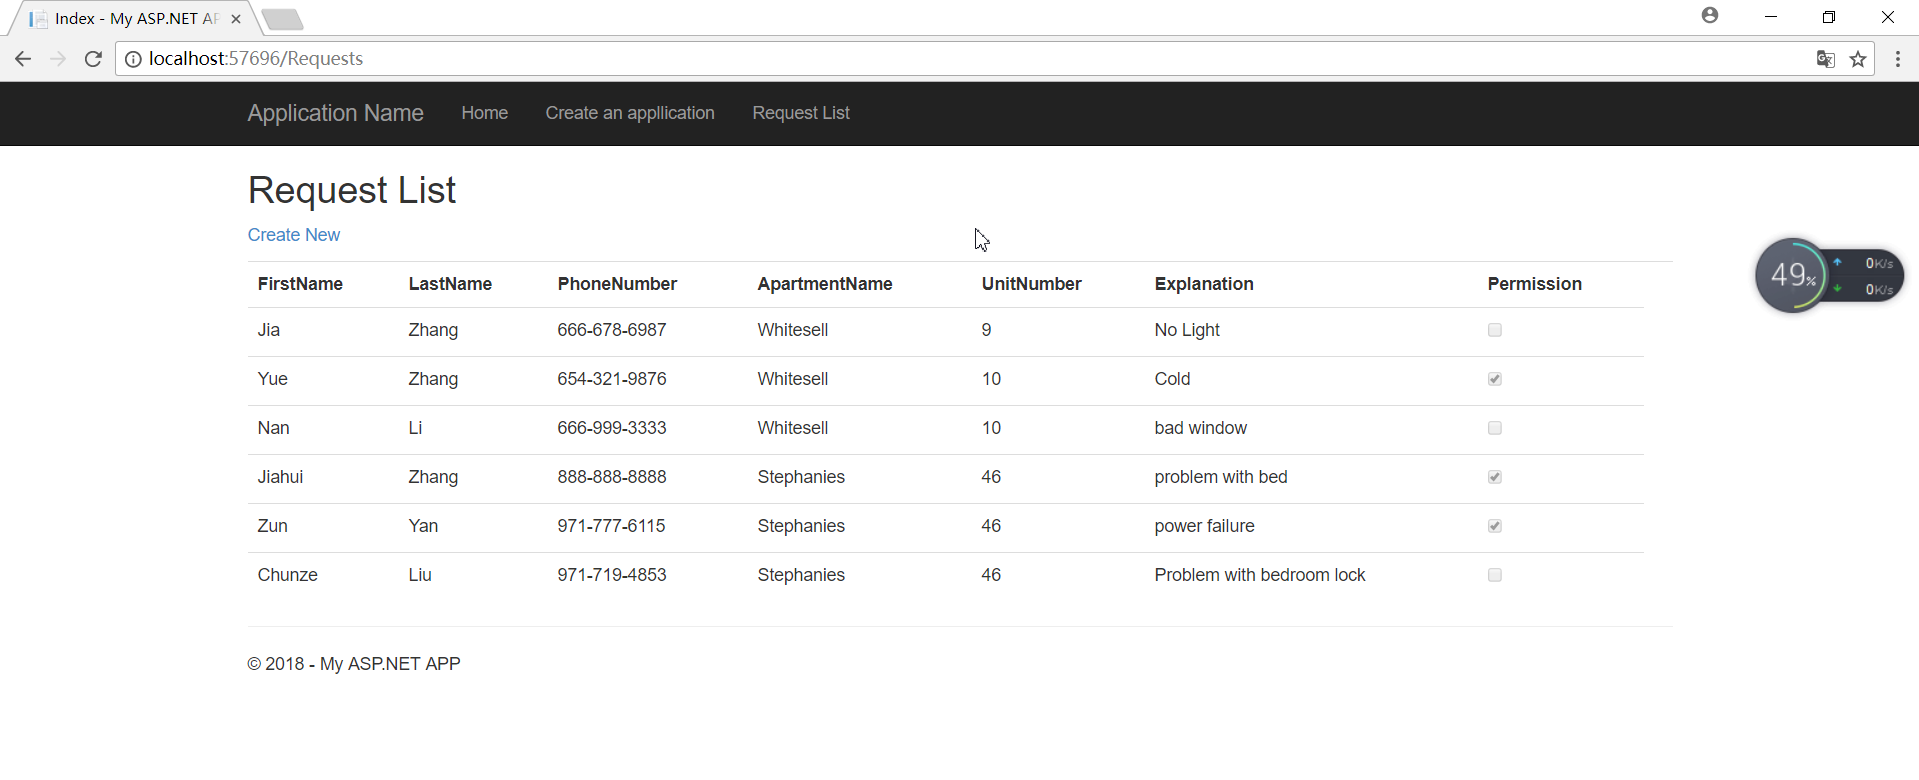 Index - My ASP.NET AP
localhost:57696/Requests
Application Name Home Create an appllication Request List
Request List
Create New
FirstName LastName PhoneNumber ApartmentName UnitNumber Explanation Permission
Jia Zhang 666-678-6987 Whitesell 9 No Light
Yue Zhang 654-321-9876 Whitesell 10 Cold
Nan Li 666-999-3333 Whitesell 10 bad window
Jiahui Zhang 888-888-8888 Stephanies 46 problem with bed
Zun Yan 971-777-6115 Stephanies 46 power failure
Chunze Liu 971-719-4853 Stephanies 46 Problem with bedroom lock
© 2018 - My ASP.NET APP
49%
0K/s
0K/s